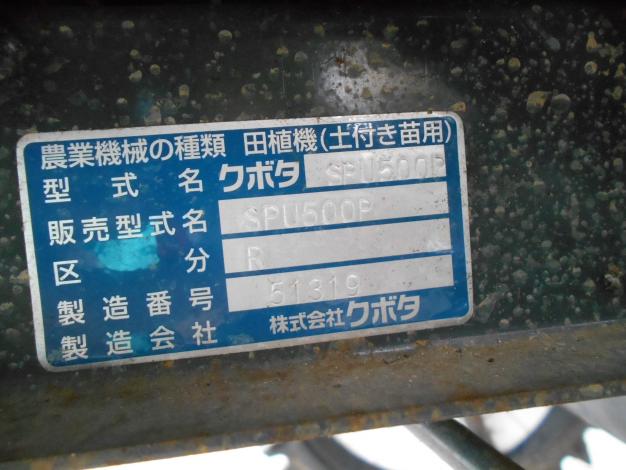 農業機械の種類 田植機(土付き苗用)
型式名 クボタ SPU500P
販売型式名 SPU500P
区分 R
製造番号 51319
製造会社 株式会社クボタ